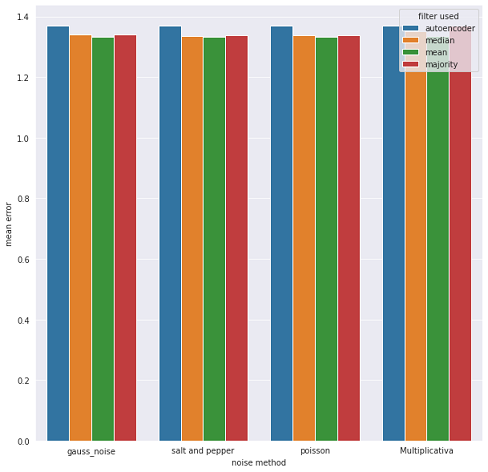 filter used
autoencoder
median
mean
majority
1.4
1.2
1.0
0.8
0.6
0.4
0.2
0.0
mean error
gauss_noise
salt and pepper
poisson
Multiplicativa
noise method